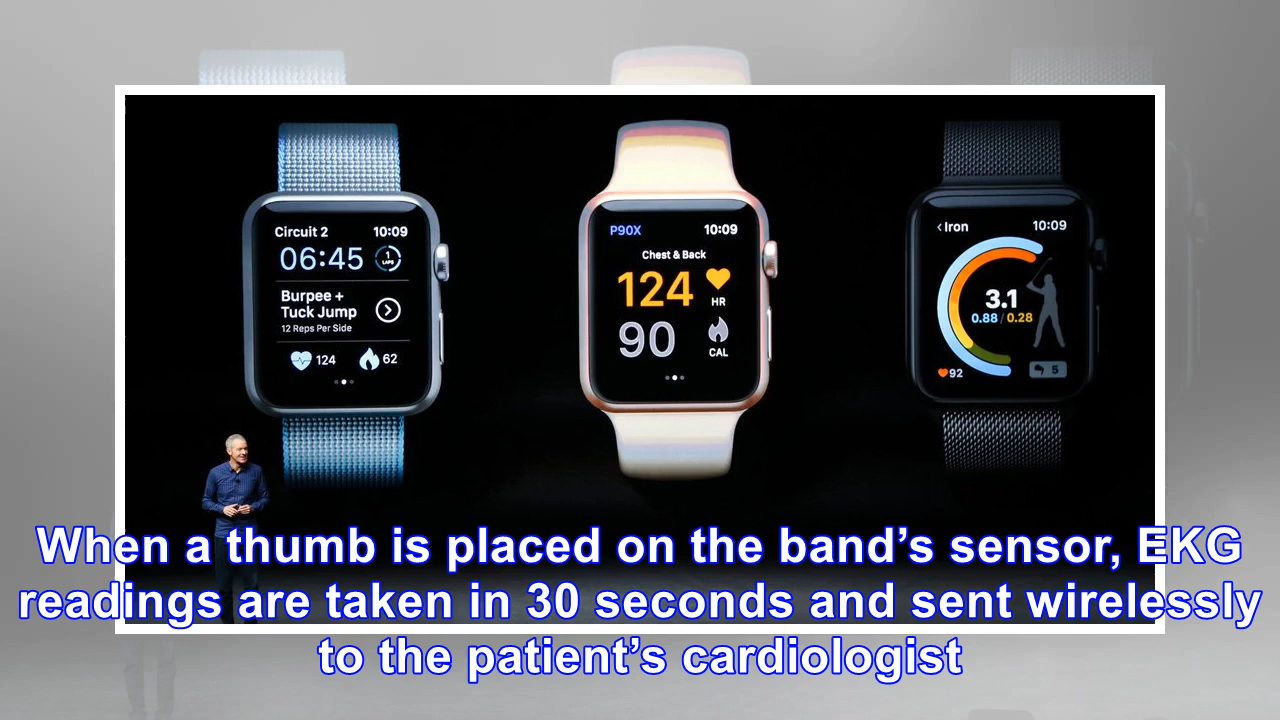 Circuit 2 10:09
06:45 1 LAPS
Burpee +
Tuck Jump
12 Reps Per Side
124 62
P90X 10:09
Chest & Back
124 HR
90 CAL
<Iron 10:09
3.1
0.88 / 0.28
92 5
When a thumb is placed on the band’s sensor, EKG
readings are taken in 30 seconds and sent wirelessly
to the patient’s cardiologist